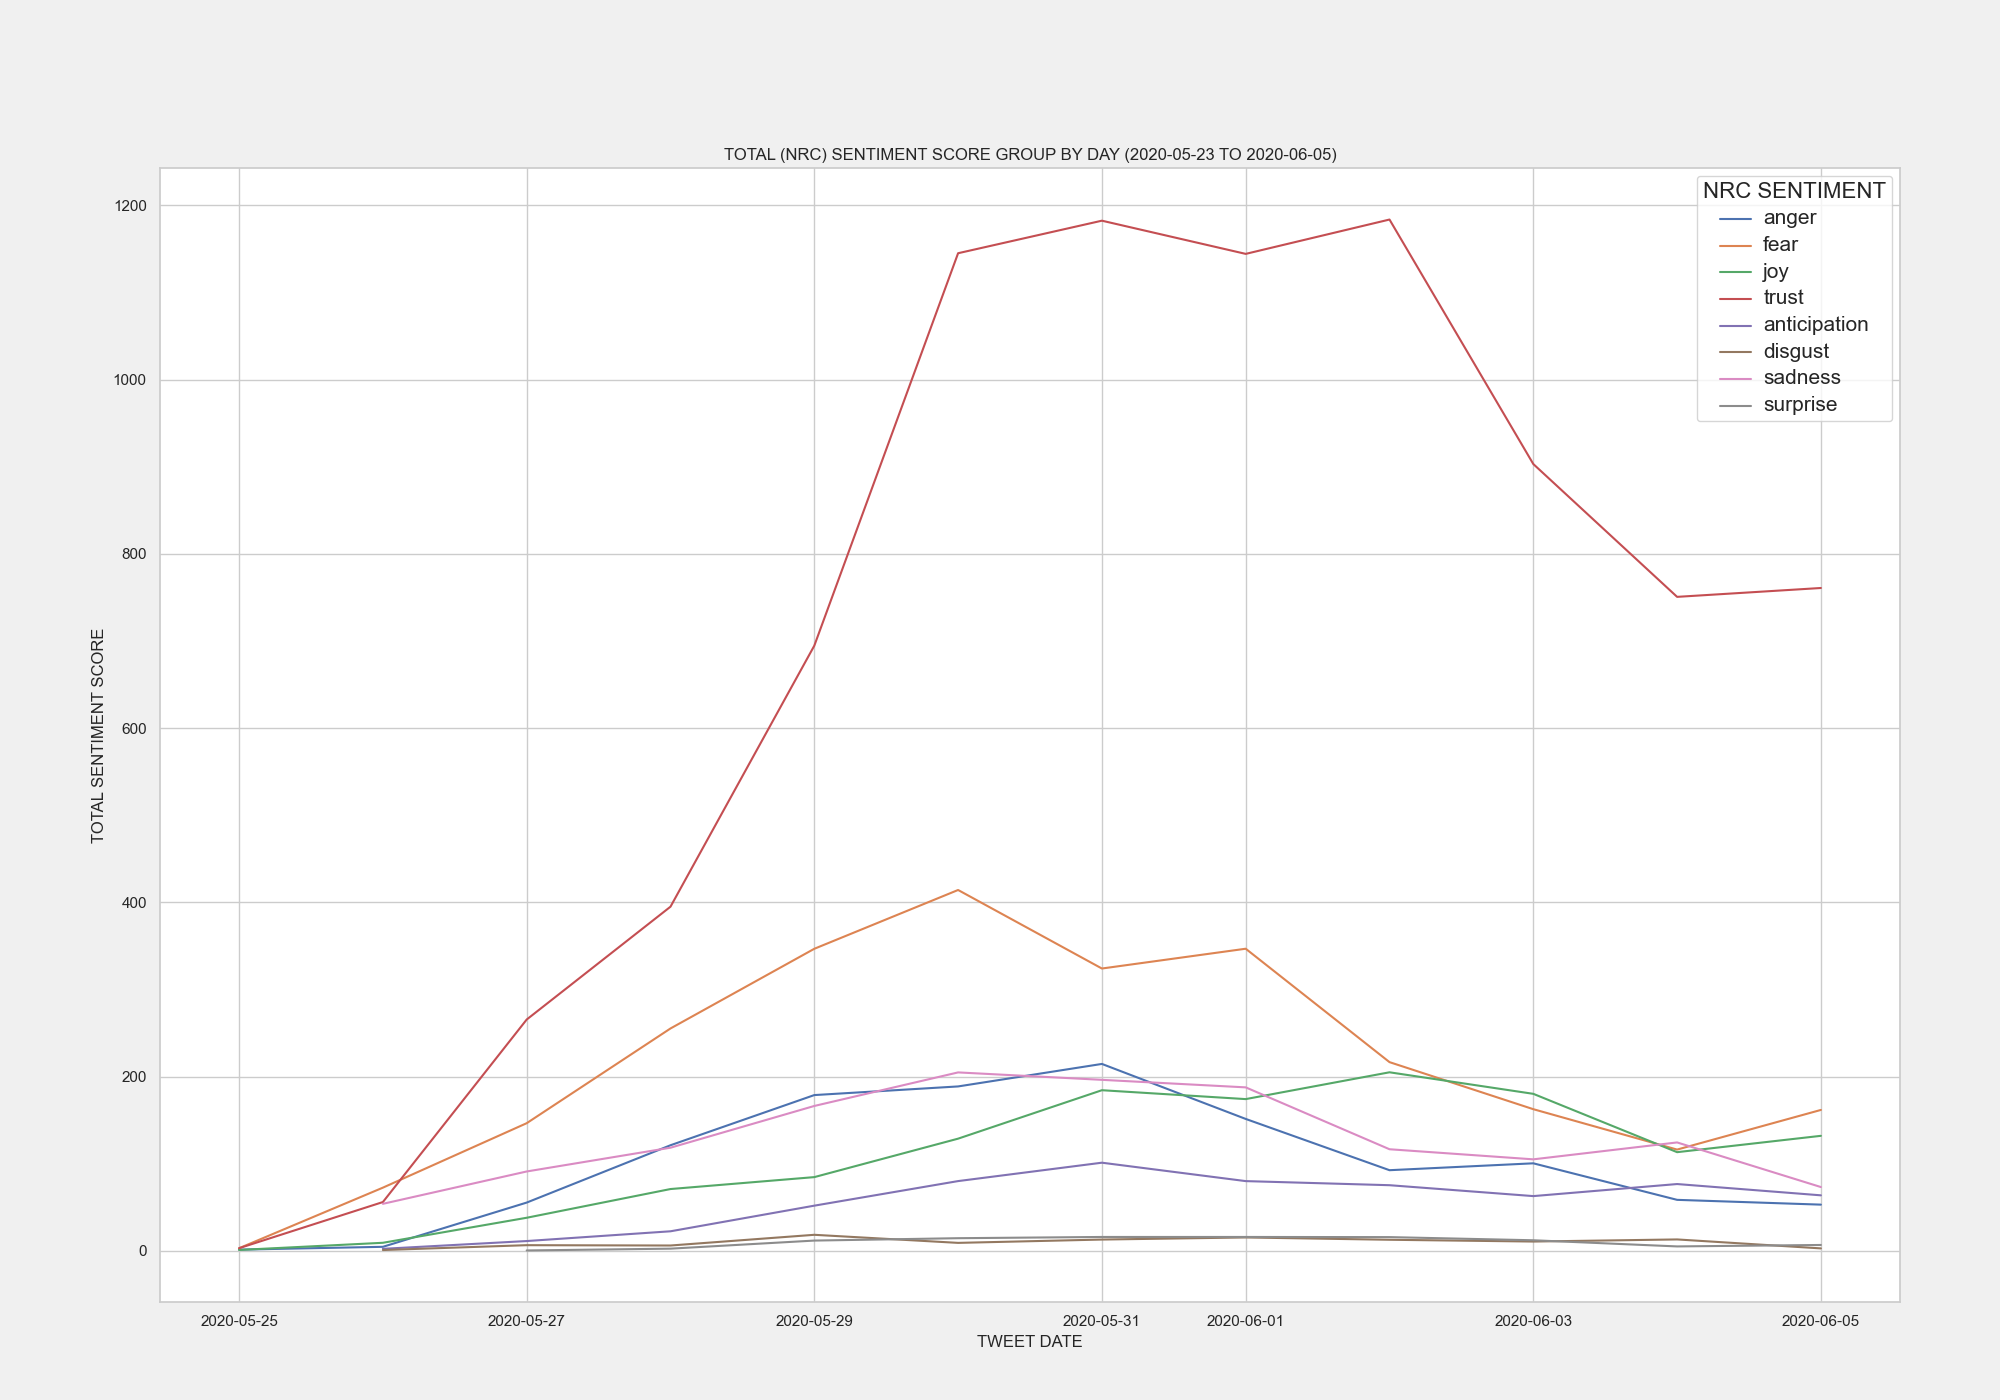 TOTAL (NRC) SENTIMENT SCORE GROUP BY DAY (2020-05-23 TO 2020-06-05)
NRC SENTIMENT
anger
fear
joy
trust
anticipation
disgust
sadness
surprise
TOTAL SENTIMENT SCORE
1200
1000
800
600
400
200
0
2020-05-25
2020-05-27
2020-05-29
2020-05-31
2020-06-01
2020-06-03
2020-06-05
TWEET DATE